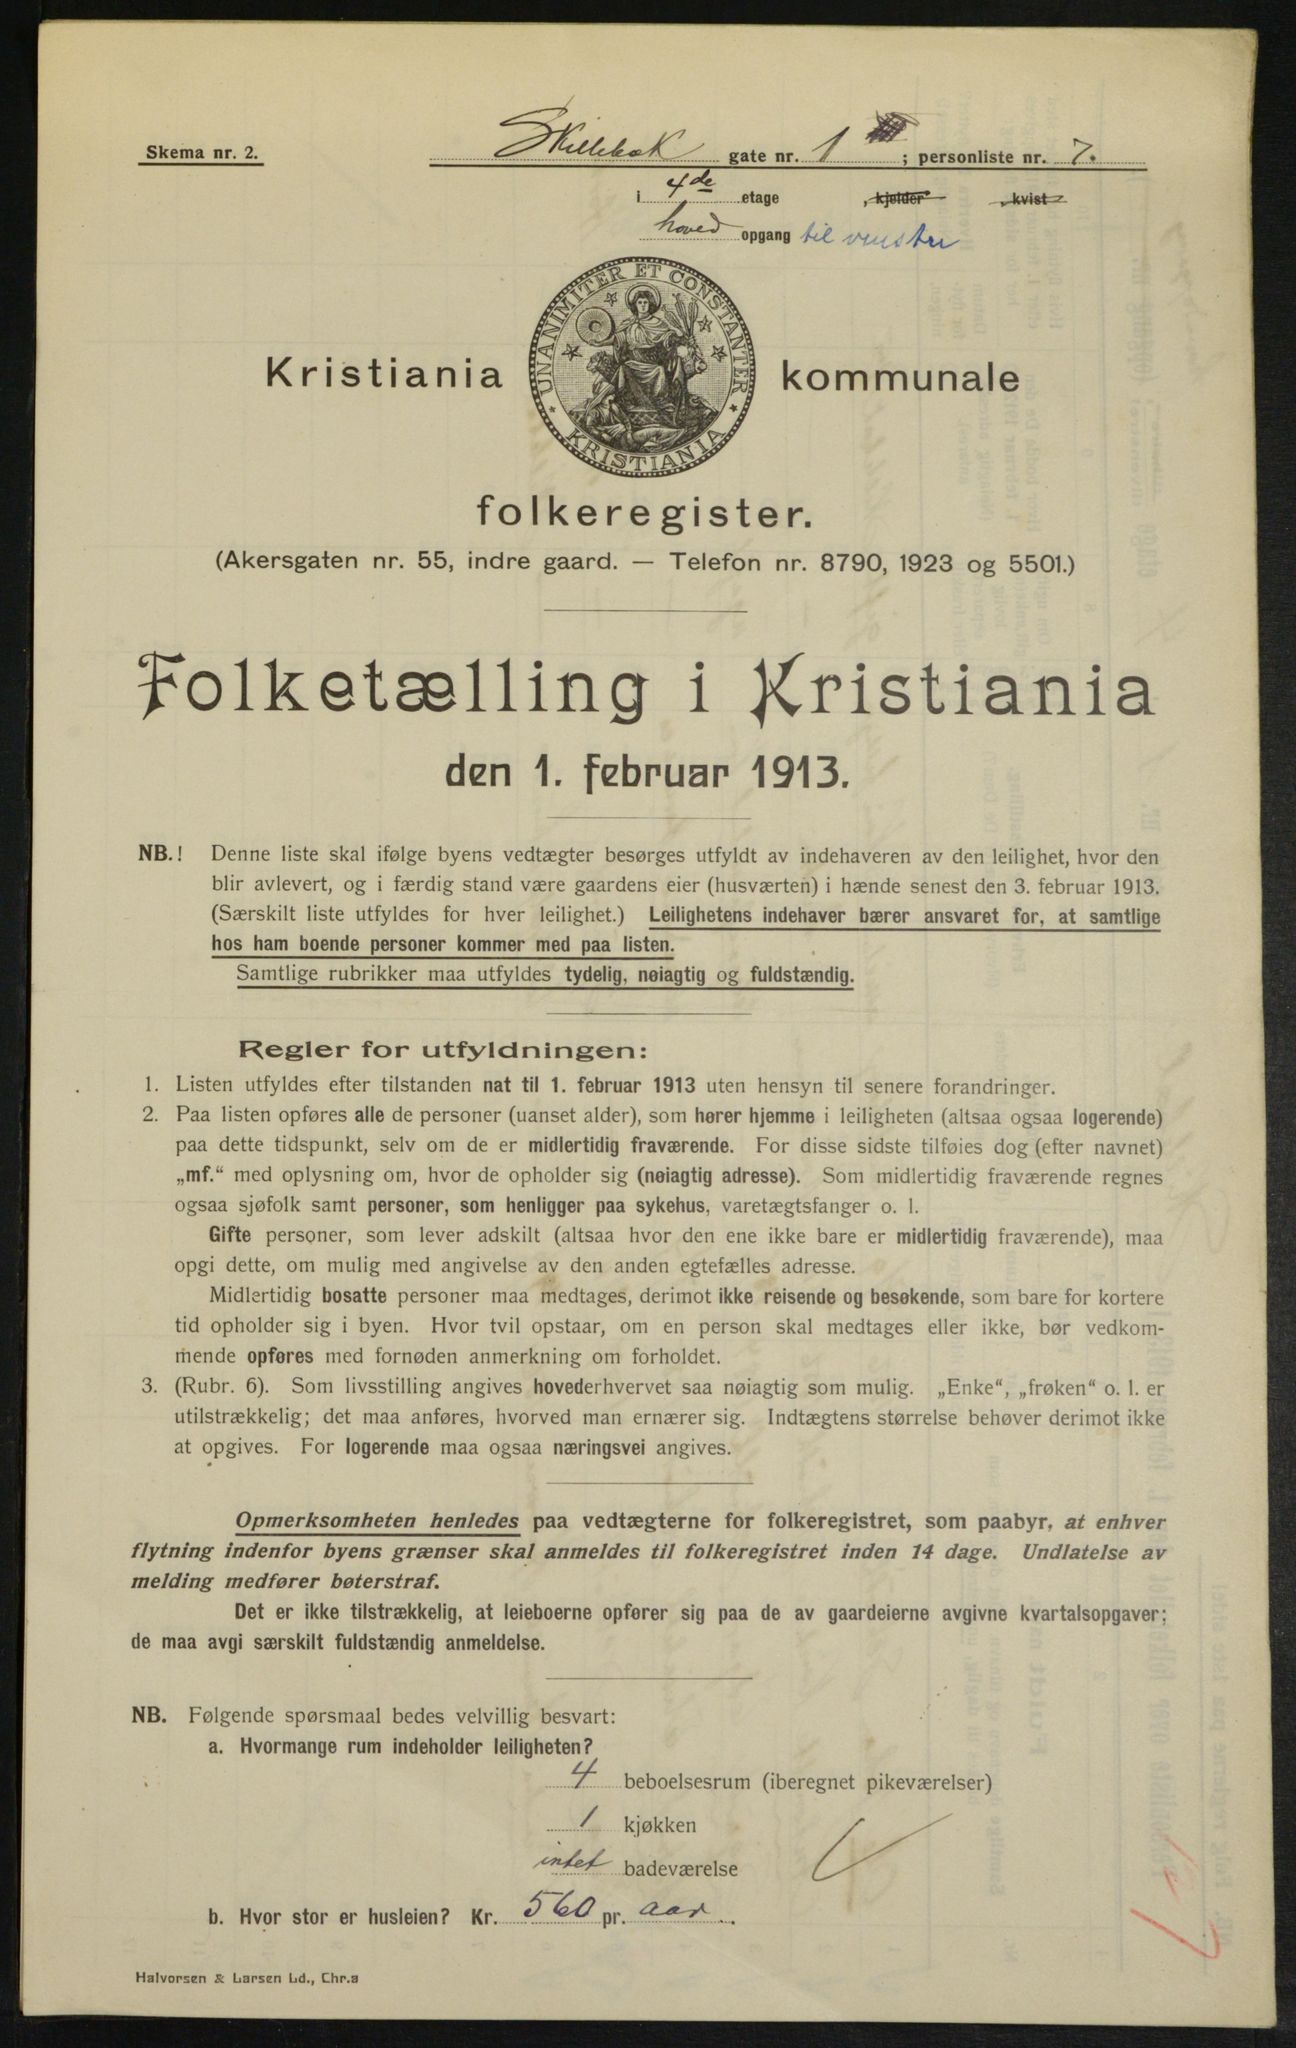 Skema nr. 2.
Skillebæk gate nr. 1 ; personliste nr. 7.
i 4de etage , kjelder , kvist
hoved opgang til venstre
UNANIMITER ET CONSTANTER
KRISTIANIA
Kristiania kommunale
folkeregister.
(Akersgaten nr. 55, indre gaard. — Telefon nr. 8790, 1923 og 5501.)
Folketælling i Kristiania
den 1. februar 1913.
NB.! Denne liste skal ifølge byens vedtægter besørges utfyldt av indehaveren av den leilighet, hvor den
blir avlevert, og i færdig stand være gaardens eier (husværten) i hænde senest den 3. februar 1913.
(Særskilt liste utfyldes for hver leilighet.) Leilighetens indehaver bærer ansvaret for, at samtlige
hos ham boende personer kommer med paa listen.
Samtlige rubrikker maa utfyldes tydelig, nøiagtig og fuldstændig.
Regler for utfyldningen:
1. Listen utfyldes efter tilstanden nat til 1. februar 1913 uten hensyn til senere forandringer.
2. Paa listen opføres alle de personer (uanset alder), som hører hjemme i leiligheten (altsaa ogsaa logerende)
paa dette tidspunkt, selv om de er midlertidig fraværende. For disse sidste tilføies dog (efter navnet)
„mf.“ med oplysning om, hvor de opholder sig (nøiagtig adresse). Som midlertidig fraværende regnes
ogsaa sjøfolk samt personer, som henligger paa sykehus, varetægtsfanger o. l.
Gifte personer, som lever adskilt (altsaa hvor den ene ikke bare er midlertidig fraværende), maa
opgi dette, om mulig med angivelse av den anden egtefælles adresse.
Midlertidig bosatte personer maa medtages, derimot ikke reisende og besøkende, som bare for kortere
tid opholder sig i byen. Hvor tvil opstaar, om en person skal medtages eller ikke, bør vedkom-
mende opføres med fornøden anmerkning om forholdet.
3. (Rubr. 6). Som livsstilling angives hovederhvervet saa nøiagtig som mulig. „Enke“, „frøken“ o. l. er
utilstrækkelig; det maa anføres, hvorved man ernærer sig. Indtægtens størrelse behøver derimot ikke
at opgives. For logerende maa ogsaa næringsvei angives.
Opmerksomheten henledes paa vedtægterne for folkeregistret, som paabyr, at enhver
flytning indenfor byens grænser skal anmeldes til folkeregistret inden 14 dage. Undlatelse av
melding medfører bøterstraf.
Det er ikke tilstrækkelig, at leieboerne opfører sig paa de av gaardeierne avgivne kvartalsopgaver;
de maa avgi særskilt fuldstændig anmeldelse.
NB. Følgende spørsmaal bedes velvillig besvart:
a. Hvormange rum indeholder leiligheten?
4 beboelsesrum (iberegnet pikeværelser)
1 kjøkken
intet badeværelse
b. Hvor stor er husleien? Kr. 560 pr. aar.
Halvorsen & Larsen Ld., Chr.a